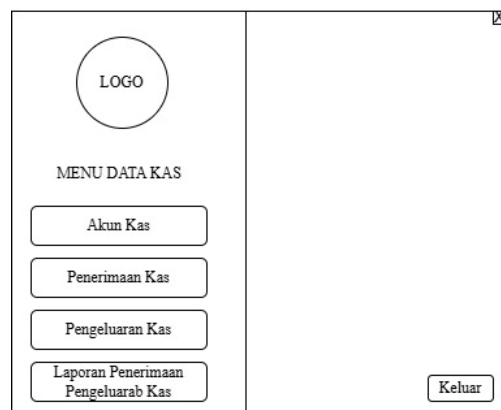 LOGO
MENU DATA KAS
Akun Kas
Penerimaan Kas
Pengeluaran Kas
Laporan Penerimaan
Pengeluarab Kas
X
Keluar